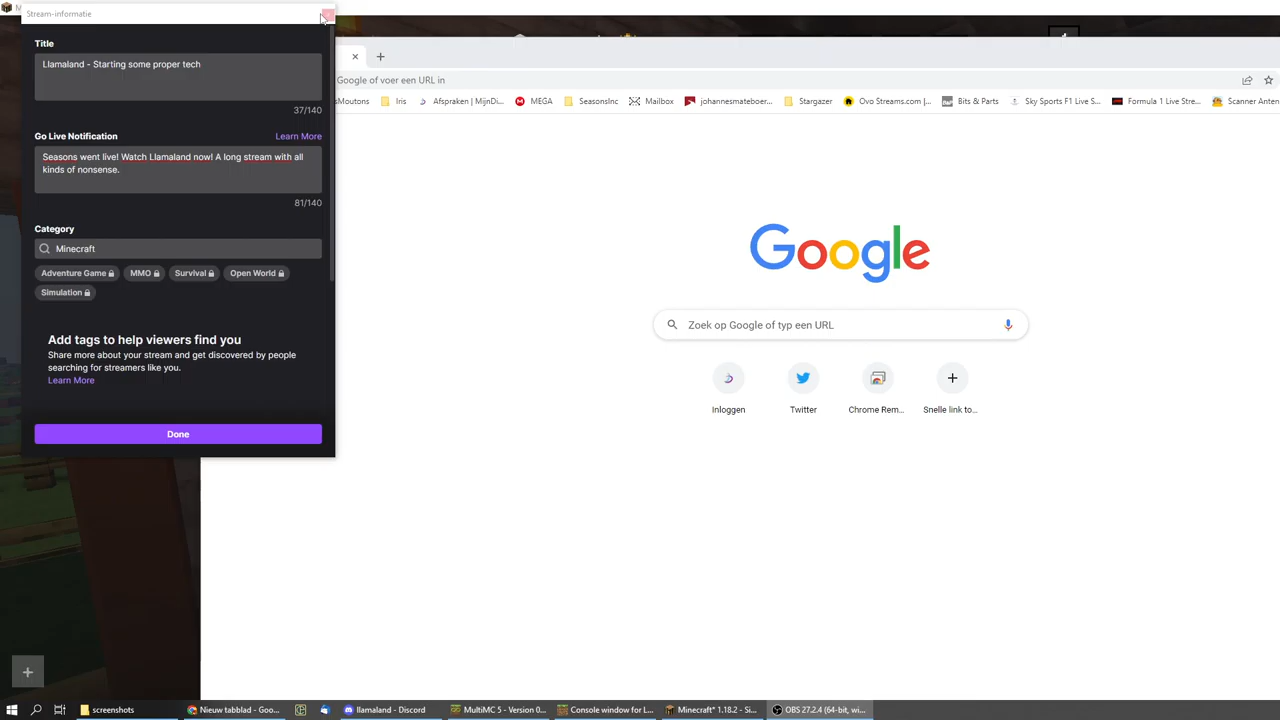 Stream-informatie
Title
Llamaland - Starting some proper tech
37/140
Go Live Notification
Learn More
Seasons went live! Watch Llamaland now! A long stream with all
kinds of nonsense.
81/140
Category
Minecraft
Adventure Game
MMO
Survival
Open World
Simulation
Add tags to help viewers find you
Share more about your stream and get discovered by people
searching for streamers like you.
Learn More
Done
Google of voer een URL in
sMoutons
Iris
Afspraken | MijnDi...
MEGA
SeasonsInc
Mailbox
johannesmateboer...
Stargazer
Ovo Streams.com |...
Bits & Parts
Sky Sports F1 Live S...
Formula 1 Live Stre...
Scanner Anten
Google
Zoek op Google of typ een URL
Inloggen
Twitter
Chrome Rem...
Snelle link to...
screenshots
Nieuw tabblad - Goo...
llamaland - Discord
MultiMC 5 - Version 0...
Console window for L...
Minecraft* 1.18.2 - Si...
OBS 27.2.4 (64-bit, wi...